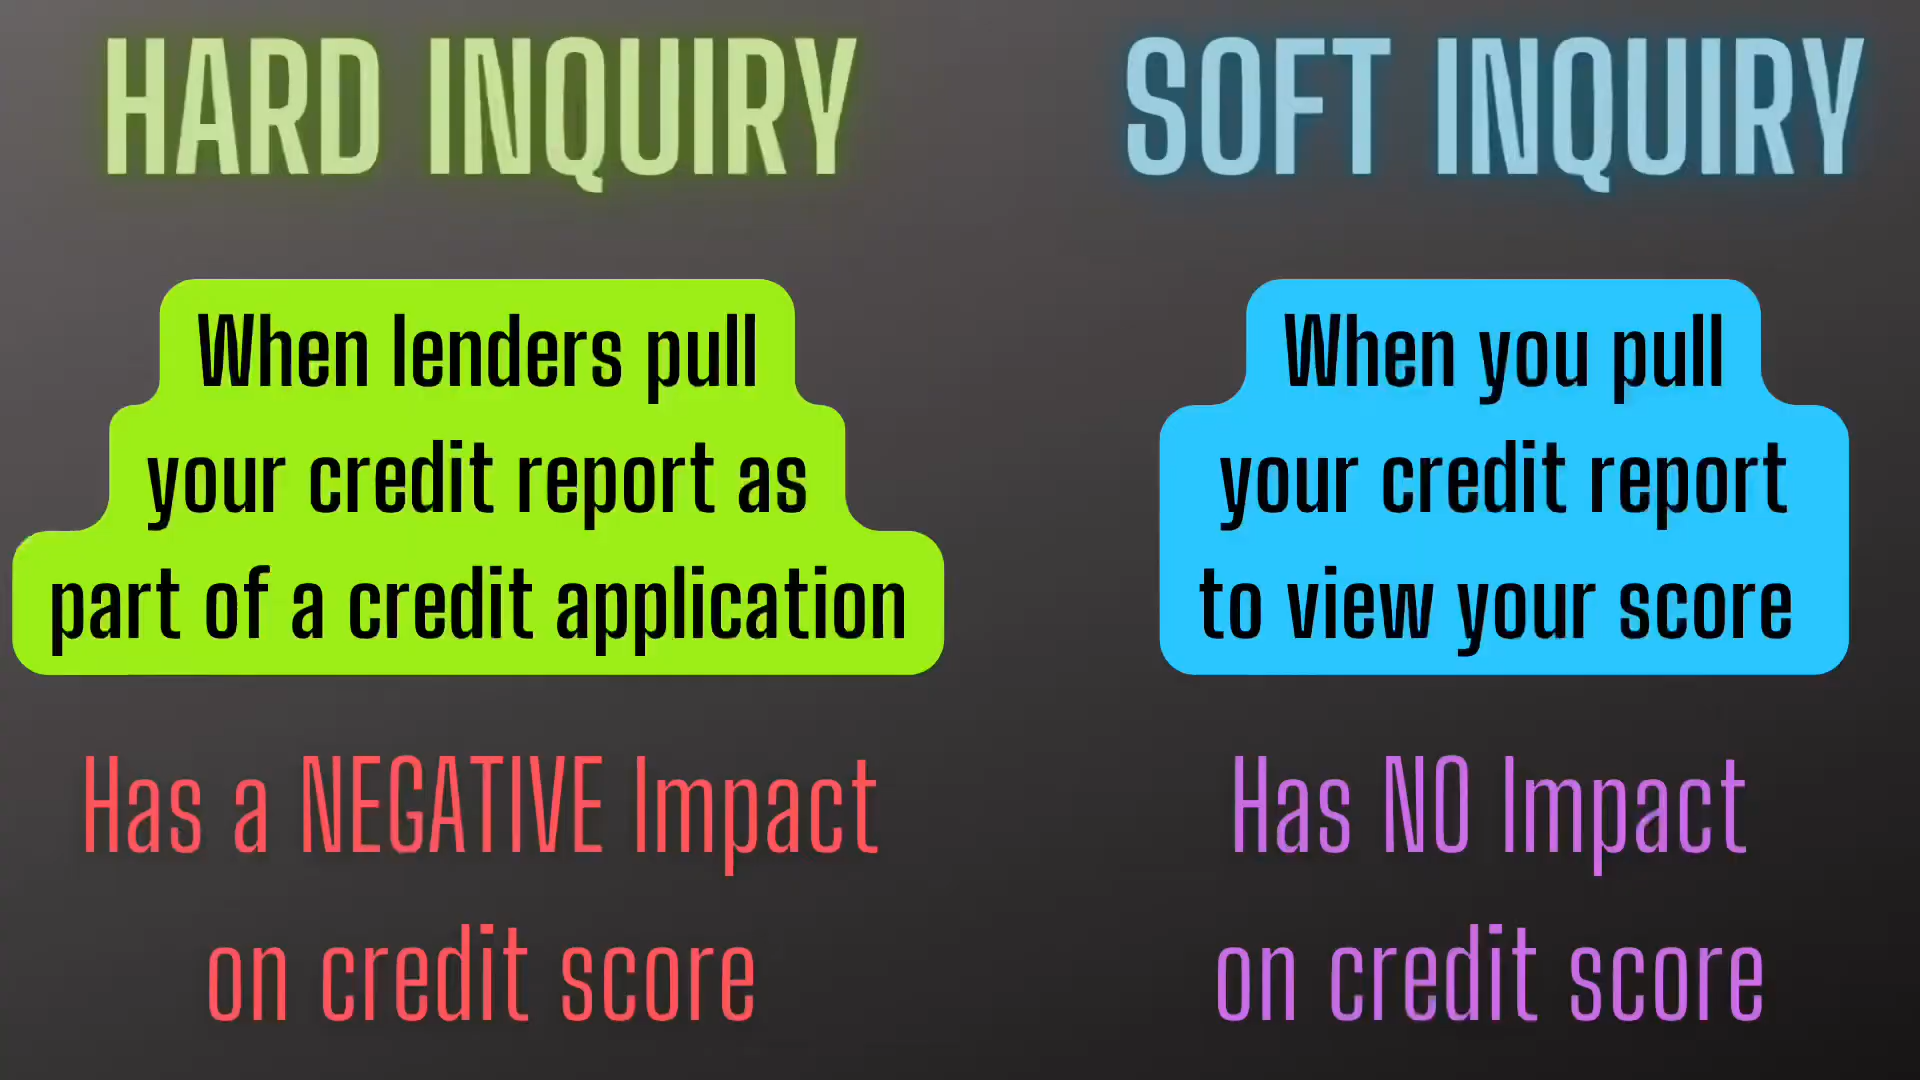 HARD INQUIRY
When lenders pull
your credit report as
part of a credit application
Has a NEGATIVE Impact
on credit score
SOFT INQUIRY
When you pull
your credit report
to view your score
Has NO Impact
on credit score